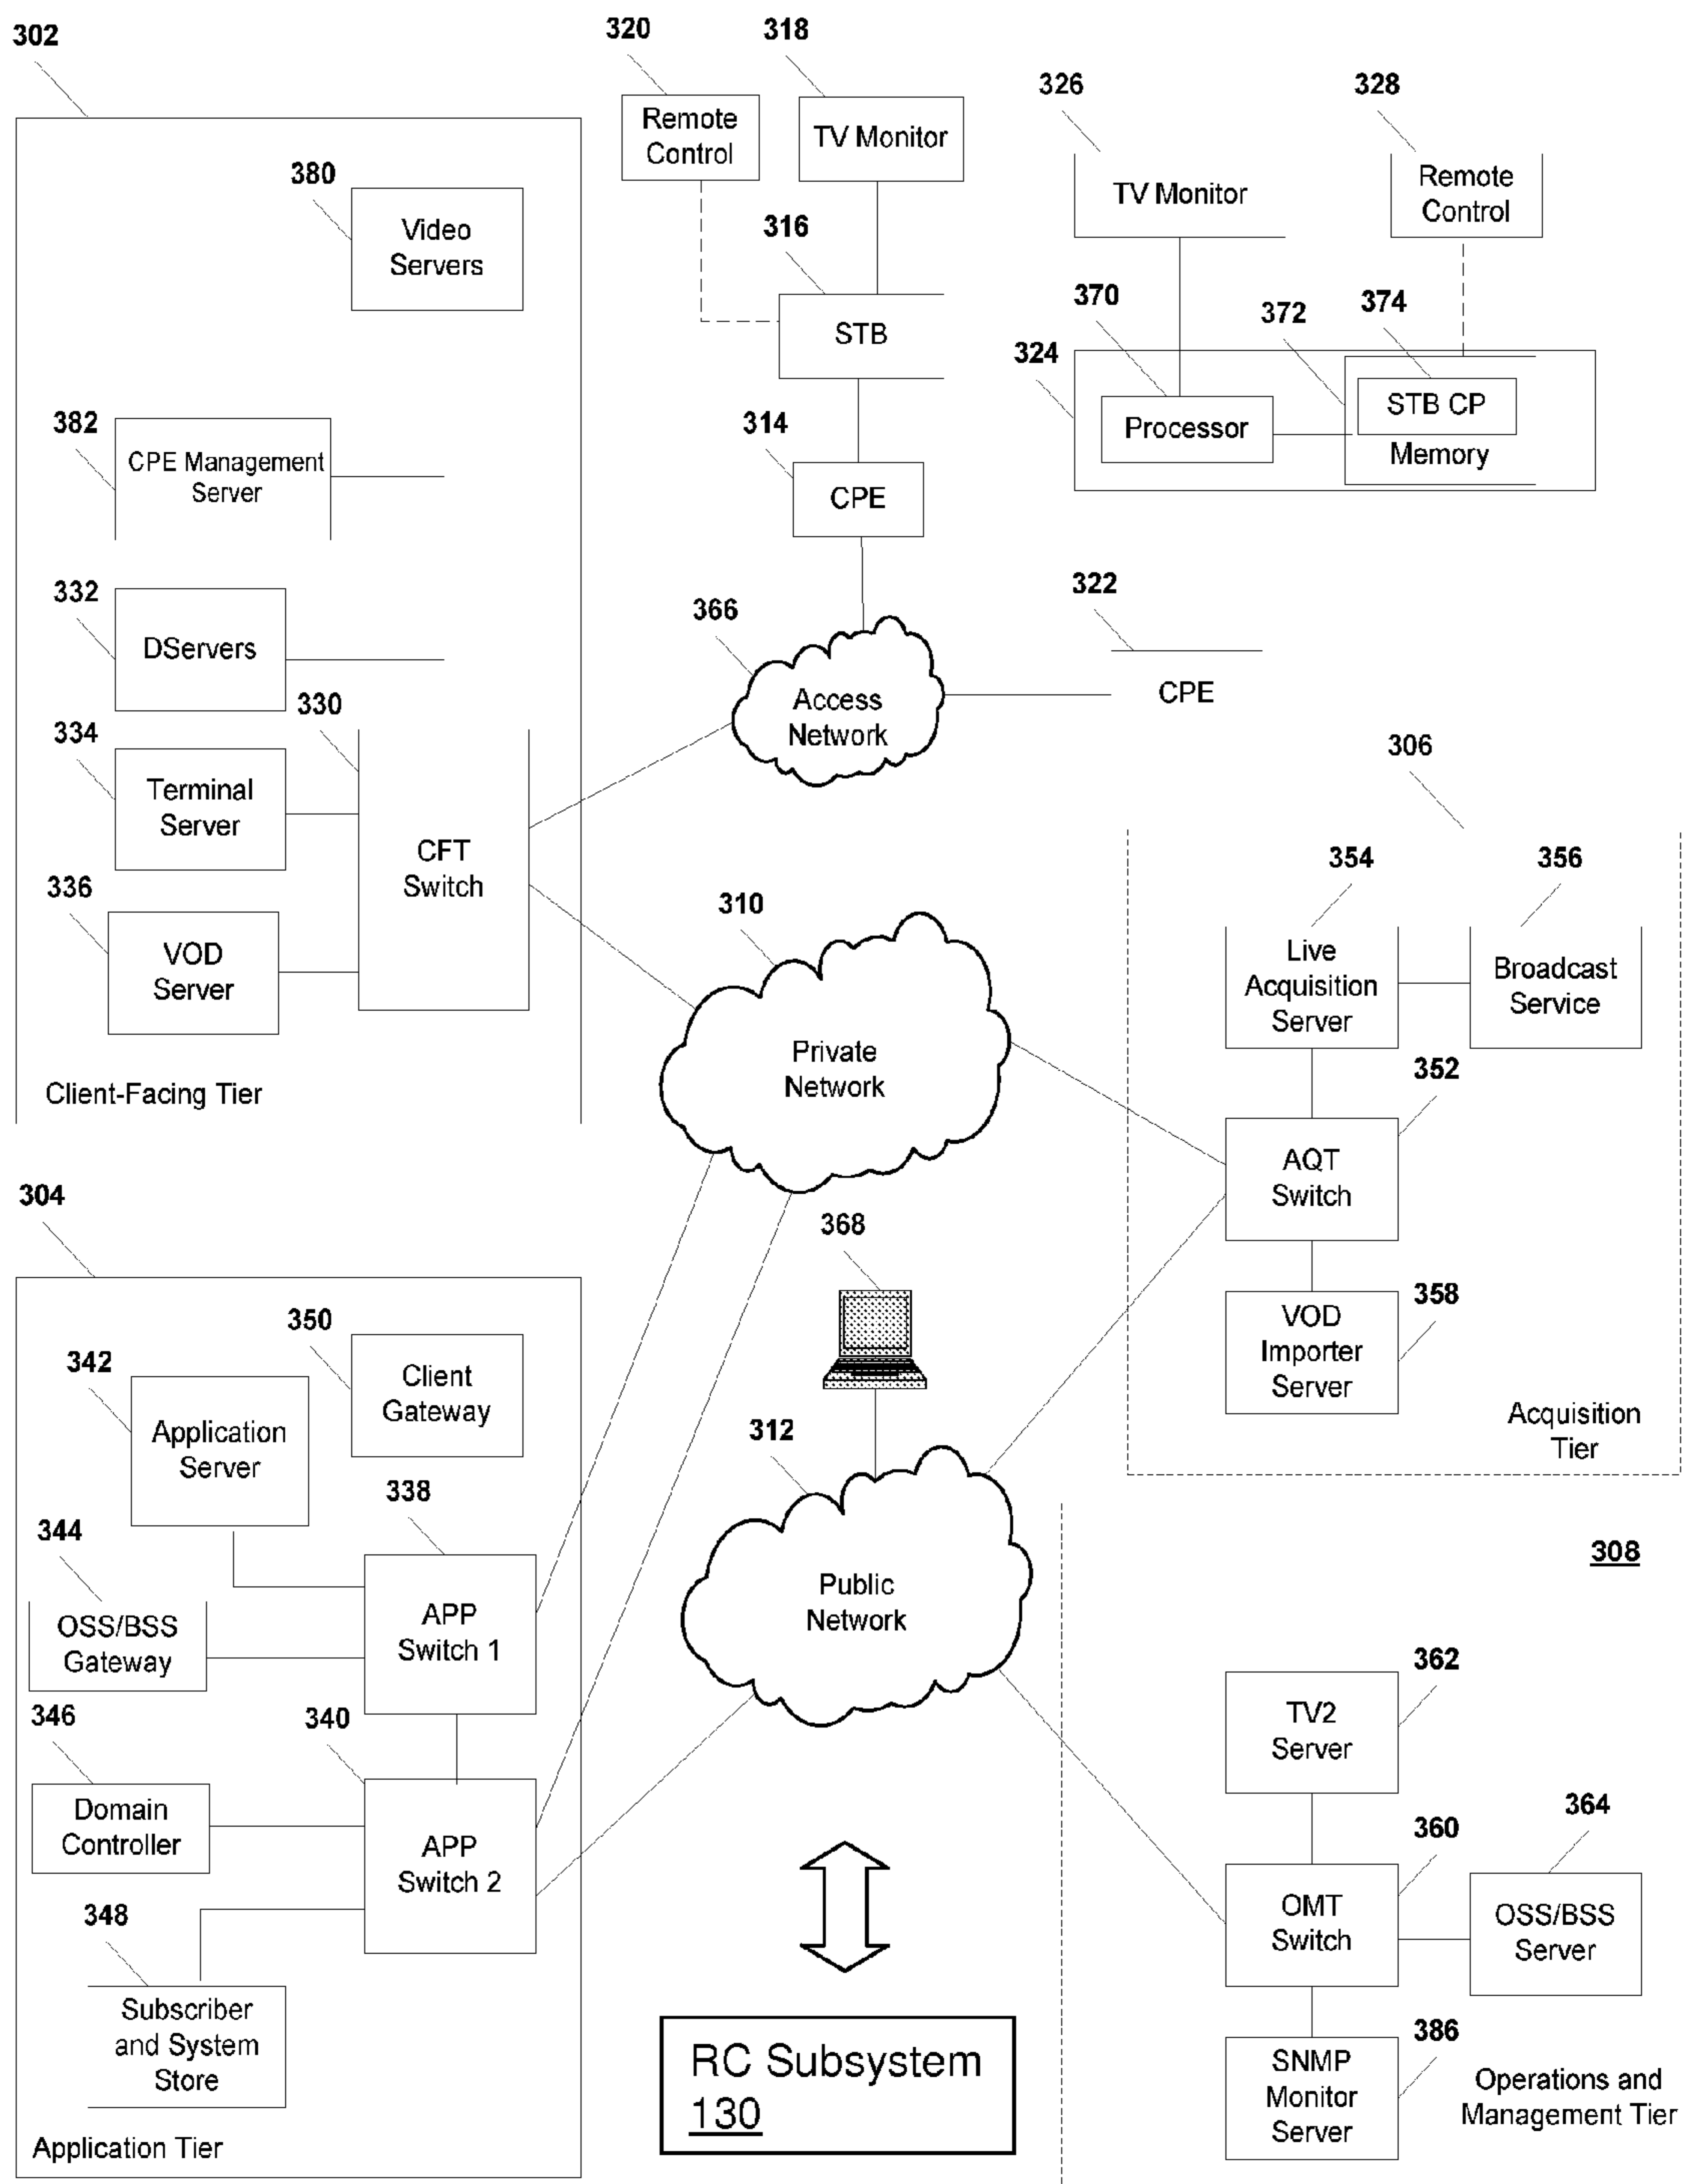 302
320
318
326
328
Remote
Control
TV Monitor
TV Monitor
Remote
Control
380
Video
Servers
316
STB
370
372
374
324
Processor
STB CP
Memory
382
CPE Management
Server
314
CPE
332
DServers
366
Access
Network
322
CPE
330
334
Terminal
Server
CFT
Switch
336
VOD
Server
Client-Facing Tier
310
Private
Network
306
354
356
Live
Acquisition
Server
Broadcast
Service
352
AQT
Switch
358
VOD
Importer
Server
Acquisition
Tier
304
368
350
Client
Gateway
342
Application
Server
338
344
OSS/BSS
Gateway
APP
Switch 1
312
Public
Network
308
346
340
Domain
Controller
APP
Switch 2
348
Subscriber
and System
Store
Application Tier
RC Subsystem
130
362
TV2
Server
360
364
OMT
Switch
OSS/BSS
Server
386
SNMP
Monitor
Server
Operations and
Management Tier